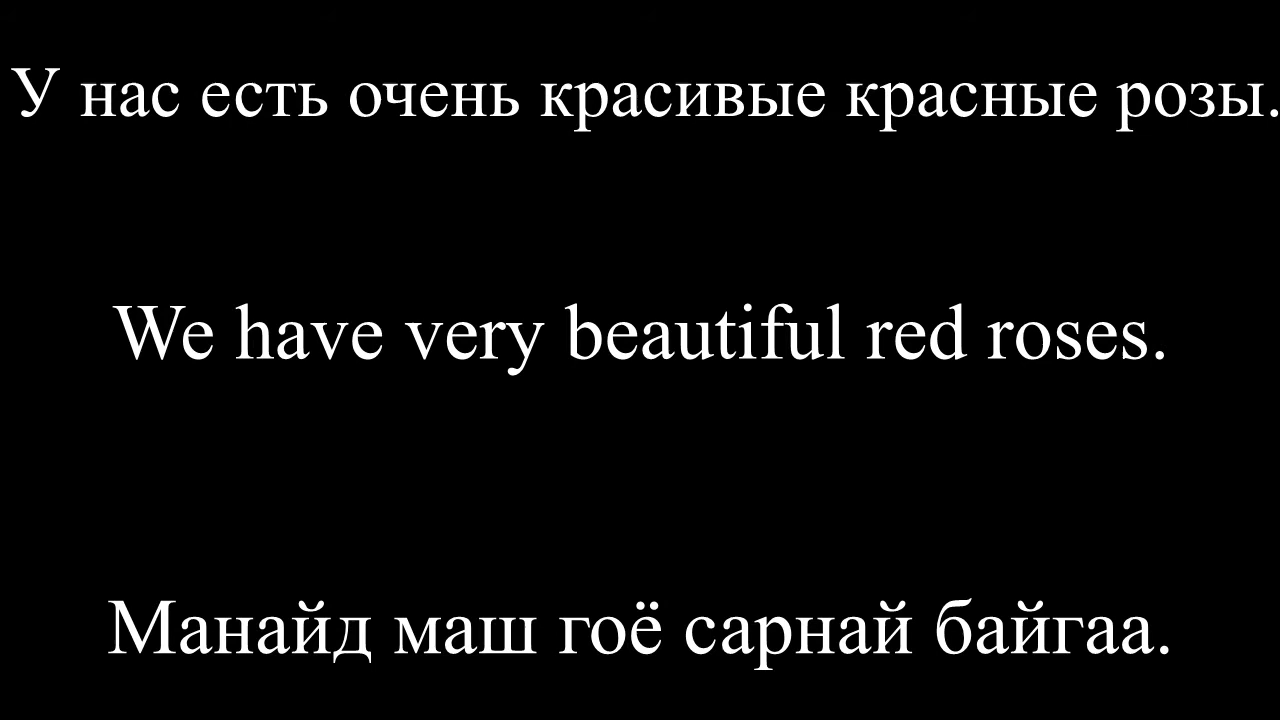 У нас есть очень красивые красные розы.
We have very beautiful red roses.
Манайд маш гоё сарнай байгаа.